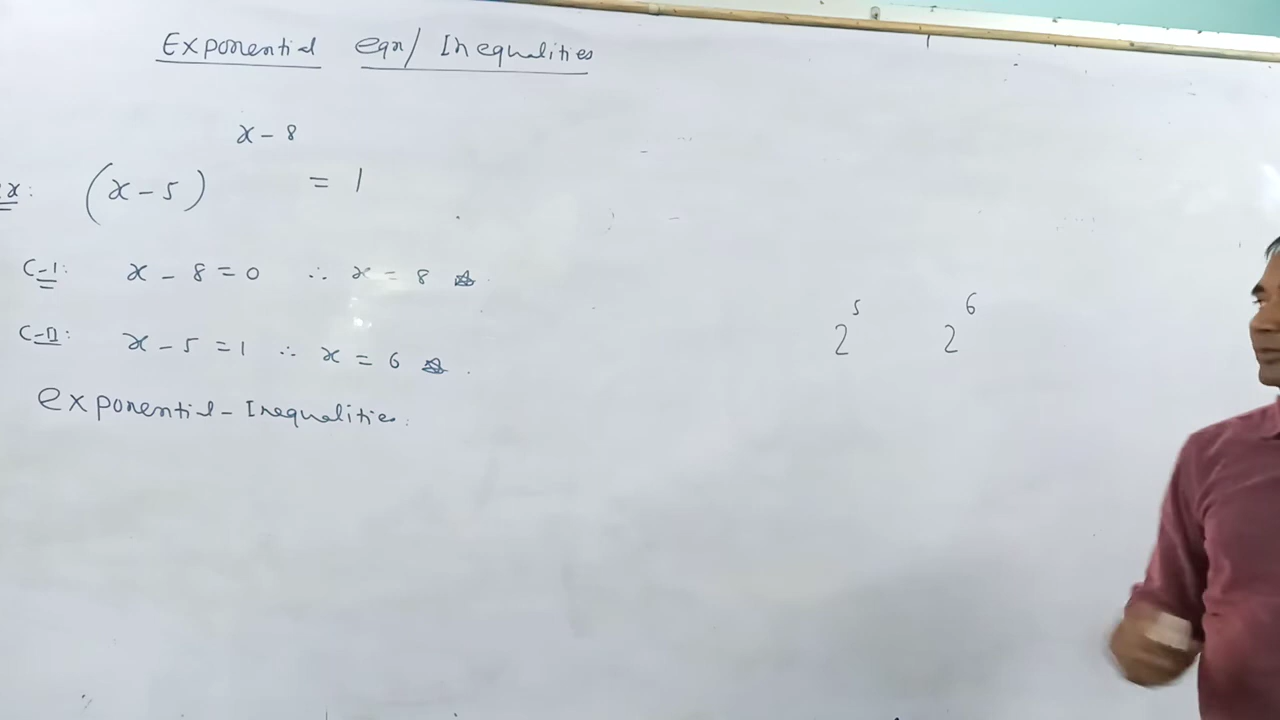 Exponential eqn/ Inequalities
x - 8
x: (x - 5) = 1
C-I: x - 8 = 0 ∴ x = 8
C-II: x - 5 = 1 ∴ x = 6
exponential - Inequalities.
5 6
2 2